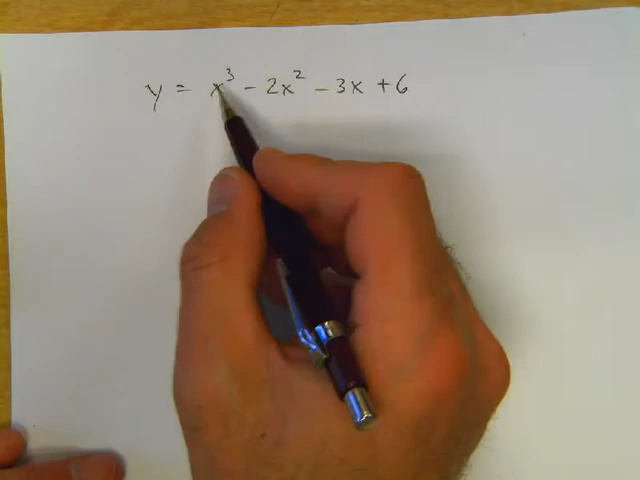 y = x³ - 2x² - 3x + 6